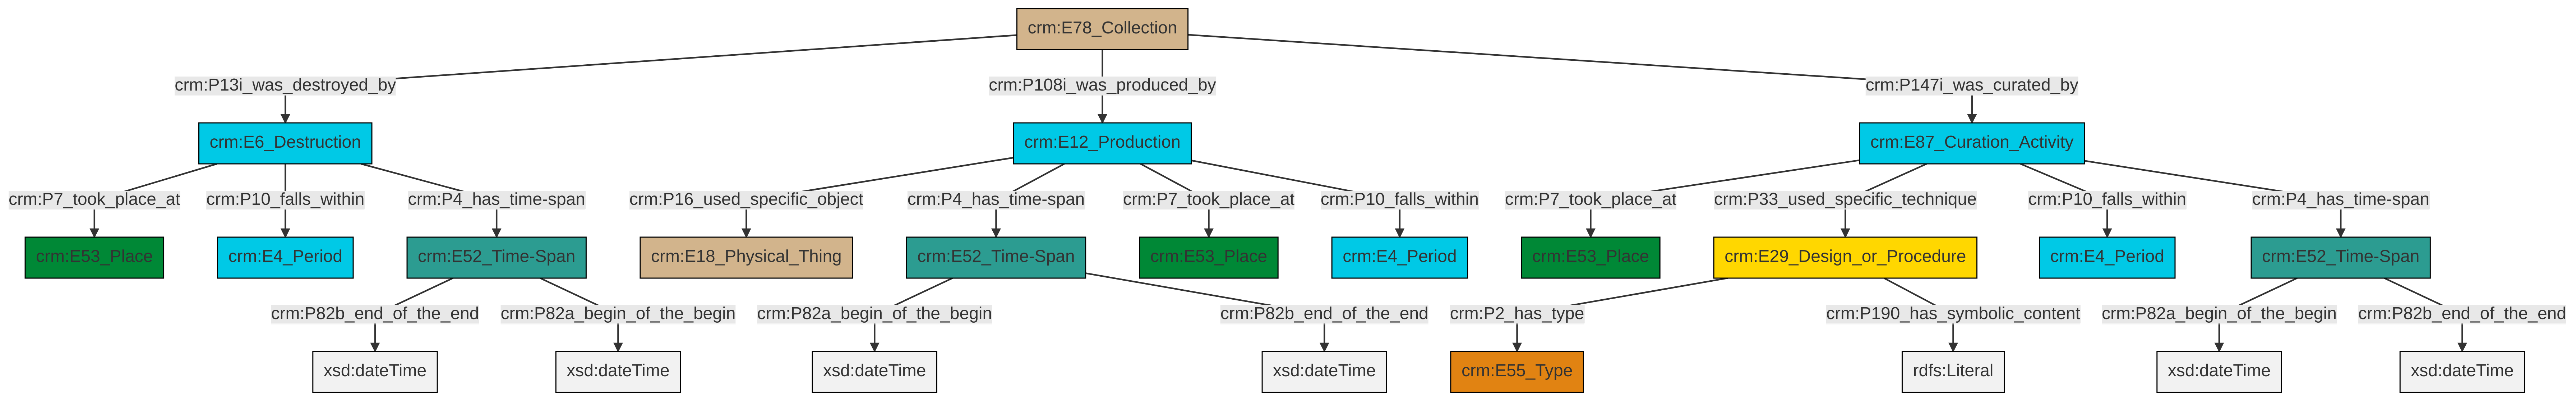 crm:E78_Collection
crm:P13i_was_destroyed_by
crm:P108i_was_produced_by
crm:P147i_was_curated_by
crm:E6_Destruction
crm:E12_Production
crm:E87_Curation_Activity
crm:P7_took_place_at
crm:P10_falls_within
crm:P4_has_time-span
crm:P16_used_specific_object
crm:P4_has_time-span
crm:P7_took_place_at
crm:P10_falls_within
crm:P7_took_place_at
crm:P33_used_specific_technique
crm:P10_falls_within
crm:P4_has_time-span
crm:E53_Place
crm:E4_Period
crm:E52_Time-Span
crm:E18_Physical_Thing
crm:E52_Time-Span
crm:E53_Place
crm:E4_Period
crm:E53_Place
crm:E29_Design_or_Procedure
crm:E4_Period
crm:E52_Time-Span
crm:P82b_end_of_the_end
crm:P82a_begin_of_the_begin
crm:P82a_begin_of_the_begin
crm:P82b_end_of_the_end
crm:P2_has_type
crm:P190_has_symbolic_content
crm:P82a_begin_of_the_begin
crm:P82b_end_of_the_end
xsd:dateTime
xsd:dateTime
xsd:dateTime
xsd:dateTime
crm:E55_Type
rdfs:Literal
xsd:dateTime
xsd:dateTime